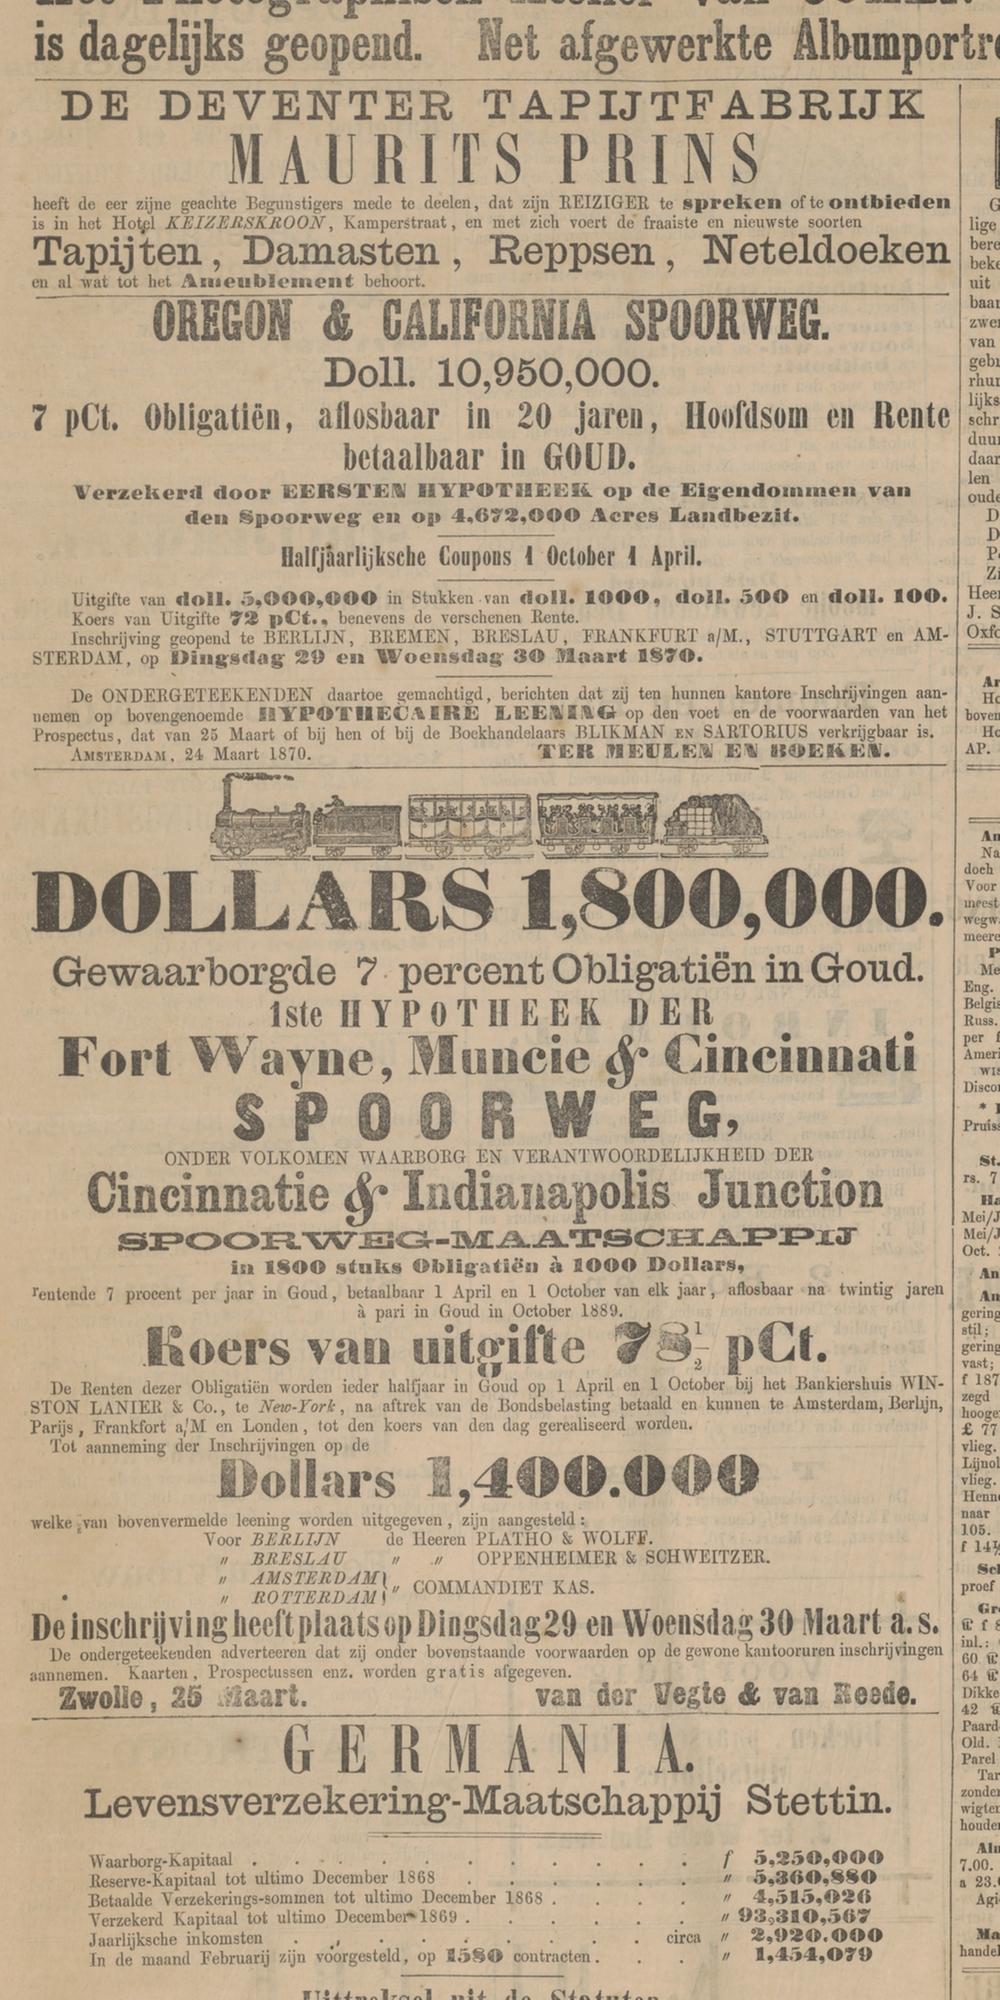 is dagelijks geopend. Net afgewerkte
DE DEVENTER TAPIJTFABRIJK
MAURITS PRINS
heeft de eer zijne geachte Begunstigers mede te deelen, dat zijn REIZIGER te spreken of te ontbieden
is in het Hotel KEIZERSKROON, Kamperstraat, en met zich voert de fraaiste en nieuwste soorten
Tapijten, Damasten, Reppsen, Neteldoeken
en al wat tot het Ameublement behoort.
OREGON & CALIFORNIA SPOORWEG.
Doll. 10,950,000.
7 pCt. Obligatiën, aflosbaar in 20 jaren, Hoofdsom en Rente
betaalbaar in GOUD.
Verzekerd door EERSTEN HYPOTHEEK op de Eigendommen van
den Spoorweg en op 4,672,000 Acres Landbezit.
Halfjaarlijksche Coupons 1 October 1 April.
Uitgifte van doll. 5,000,000 in Stukken van doll. 1000, doll. 500 en doll. 100.
Koers van Uitgifte 72 pCt., benevens de verschenen Rente.
Inschrijving geopend te BERLIJN, BREMEN, BRESLAU, FRANKFURT a/M., STUTTGART en AM-
STERDAM, op Dingsdag 29 en Woensdag 30 Maart 1870.
De ONDERGETEEKENDEN daartoe gemachtigd, berichten dat zij ten hunnen kantore Inschrijvingen aan-
nemen op bovengenoemde HYPOTHECAIRE LEENING op den voet en de voorwaarden van het
Prospectus, dat van 25 Maart of bij hen of bij de Boekhandelaars BLIKMAN EN SARTORIUS verkrijgbaar is.
AMSTERDAM, 24 Maart 1870. TER MEULEN EN BOEKEN.
DOLLARS 1,800,000.
Gewaarborgde 7 percent Obligatiën in Goud.
1ste HYPOTHEEK DER
Fort Wayne, Muncie & Cincinnati
SPOORWEG,
ONDER VOLKOMEN WAARBORG EN VERANTWOORDELIJKHEID DER
Cincinnatie & Indianapolis Junction
SPOORWEG-MAATSCHAPPIJ
in 1800 stuks Obligatiën à 1000 Dollars,
rentende 7 procent per jaar in Goud, betaalbaar 1 April en 1 October van elk jaar, aflosbaar na twintig jaren
à pari in Goud in October 1889.
Koers van uitgifte 78½ pCt.
De Renten dezer Obligatiën worden ieder halfjaar in Goud op 1 April en 1 October bij het Bankiershuis WIN-
STON LANIER & Co., te New-York, na aftrek van de Bondsbelasting betaald en kunnen te Amsterdam, Berlijn,
Parijs, Frankfort a/M en Londen, tot den koers van den dag gerealiseerd worden.
Tot aanneming der Inschrijvingen op de
Dollars 1,400.000
welke van bovenvermelde leening worden uitgegeven, zijn aangesteld:
Voor BERLIJN de Heeren PLATHO & WOLFF.
" BRESLAU " " OPPENHEIMER & SCHWEITZER.
" AMSTERDAM } " COMMANDIET KAS.
" ROTTERDAM }
De inschrijving heeft plaats op Dingsdag 29 en Woensdag 30 Maart a. s.
De ondergeteekenden adverteeren dat zij onder bovenstaande voorwaarden op de gewone kantooruren inschrijvingen
aannemen. Kaarten, Prospectussen enz. worden gratis afgegeven.
Zwolle, 25 Maart. van der Vegte & van Reede.
GERMANIA.
Levensverzekering-Maatschappij Stettin.
Waarborg-Kapitaal . . . . . . . . . f 5,250,000
Reserve-Kapitaal tot ultimo December 1868 . . . . . " 5,360,880
Betaalde Verzekerings-sommen tot ultimo December 1868 . . . . " 4,515,026
Verzekerd Kapitaal tot ultimo December 1869 . . . . . " 93,310,567
Jaarlijksche inkomsten . . . . . . . circa " 2,920.000
In de maand Februarij zijn voorgesteld, op 1580 contracten . . . " 1,454,079
Uittreksel uit de Statuten